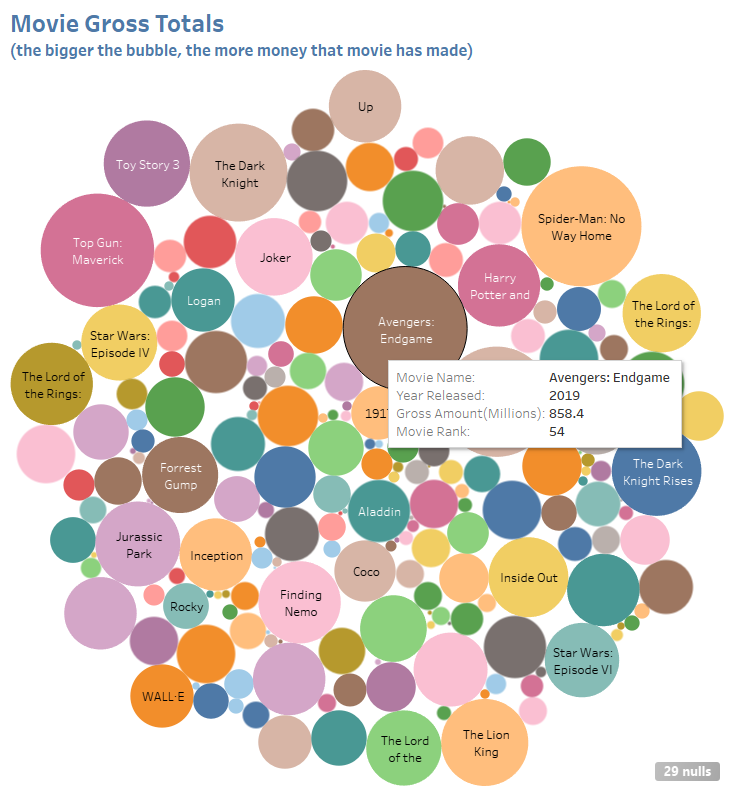 Movie Gross Totals
(the bigger the bubble, the more money that movie has made)
Up
Toy Story 3
The Dark
Knight
Spider-Man: No
Way Home
Top Gun:
Maverick
Joker
Harry
Potter and
Logan
The Lord of
the Rings:
Avengers:
Endgame
Star Wars:
Episode IV
The Lord of
the Rings:
Movie Name: Avengers: Endgame
Year Released: 2019
Gross Amount(Millions): 858.4
Movie Rank: 54
1917
Forrest
Gump
The Dark
Knight Rises
Aladdin
Jurassic
Park
Inception
Coco
Inside Out
Finding
Nemo
Rocky
Star Wars:
Episode VI
WALL·E
The Lord
of the
The Lion
King
29 nulls